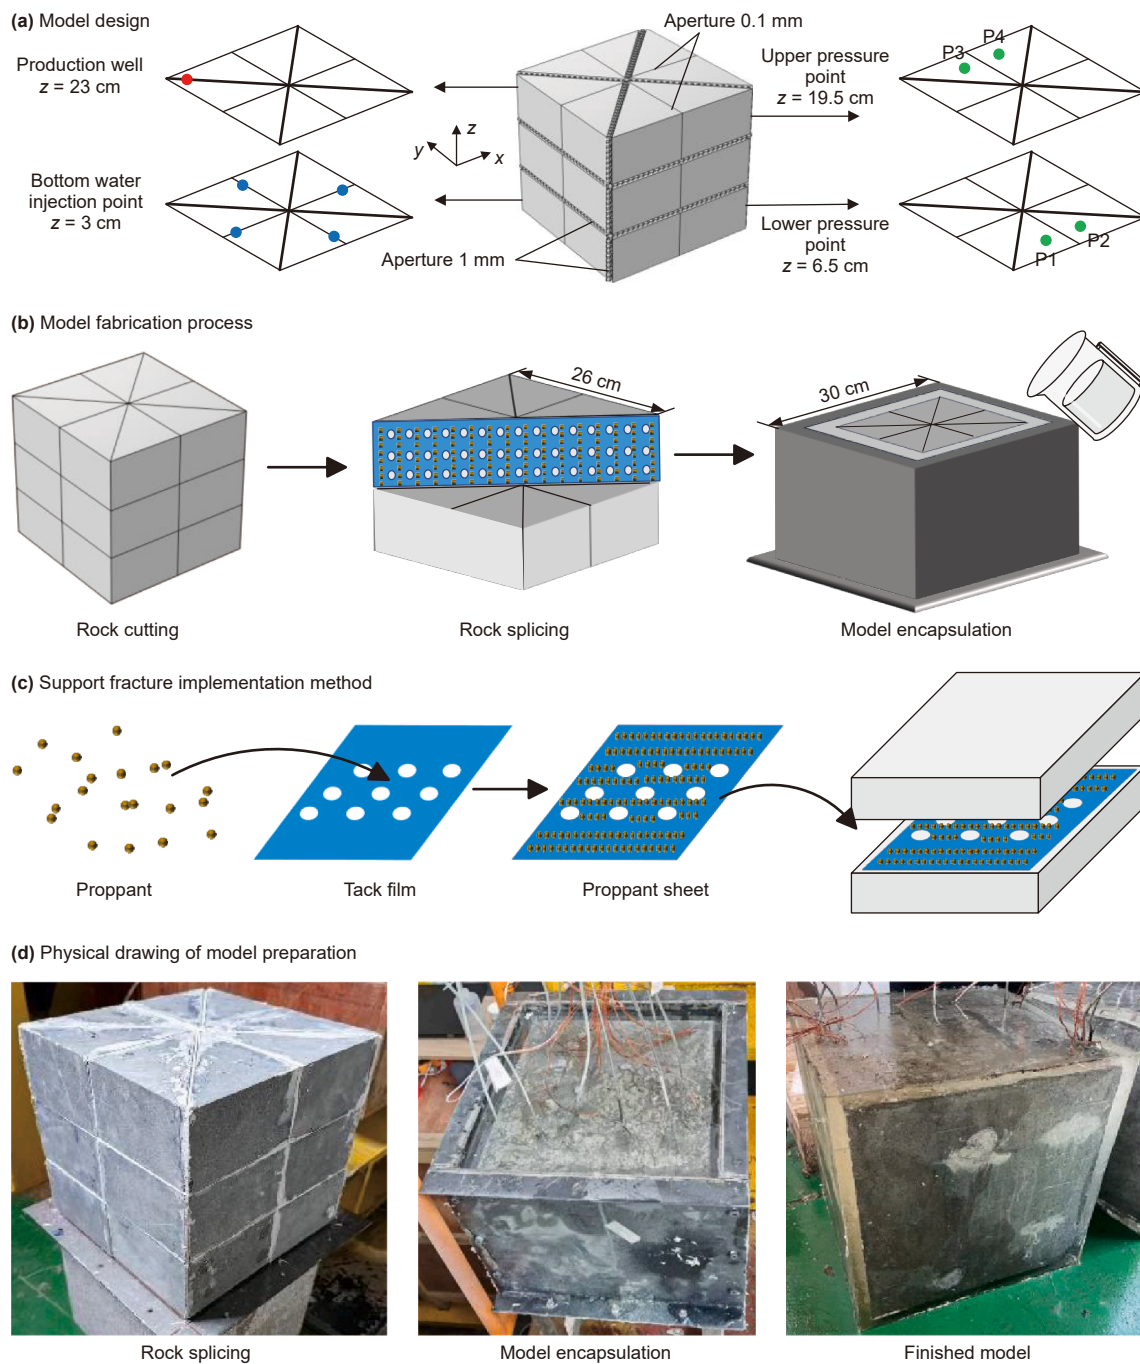 (a) Model design
Production well
z = 23 cm
Bottom water
injection point
z = 3 cm
Aperture 0.1 mm
z
y
x
Aperture 1 mm
Upper pressure
point
z = 19.5 cm
P3
P4
Lower pressure
point
z = 6.5 cm
P1
P2
(b) Model fabrication process
26 cm
30 cm
Rock cutting
Rock splicing
Model encapsulation
(c) Support fracture implementation method
Proppant
Tack film
Proppant sheet
(d) Physical drawing of model preparation
Rock splicing
Model encapsulation
Finished model